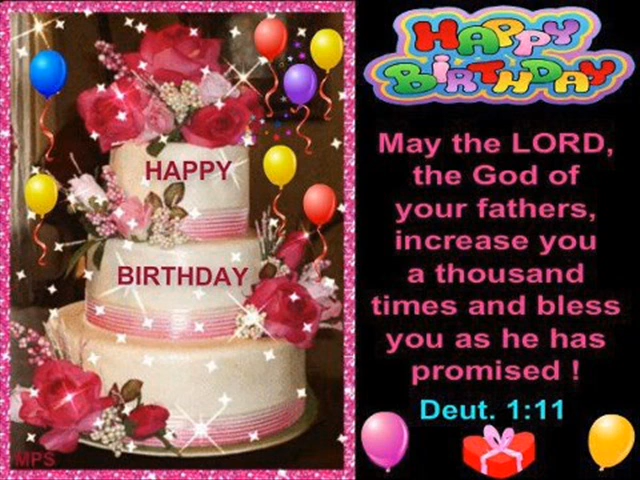 HAPPY
BIRTHDAY
MPS
HAPPY
BIRTHDAY
May the LORD,
the God of
your fathers,
increase you
a thousand
times and bless
you as he has
promised !
Deut. 1:11